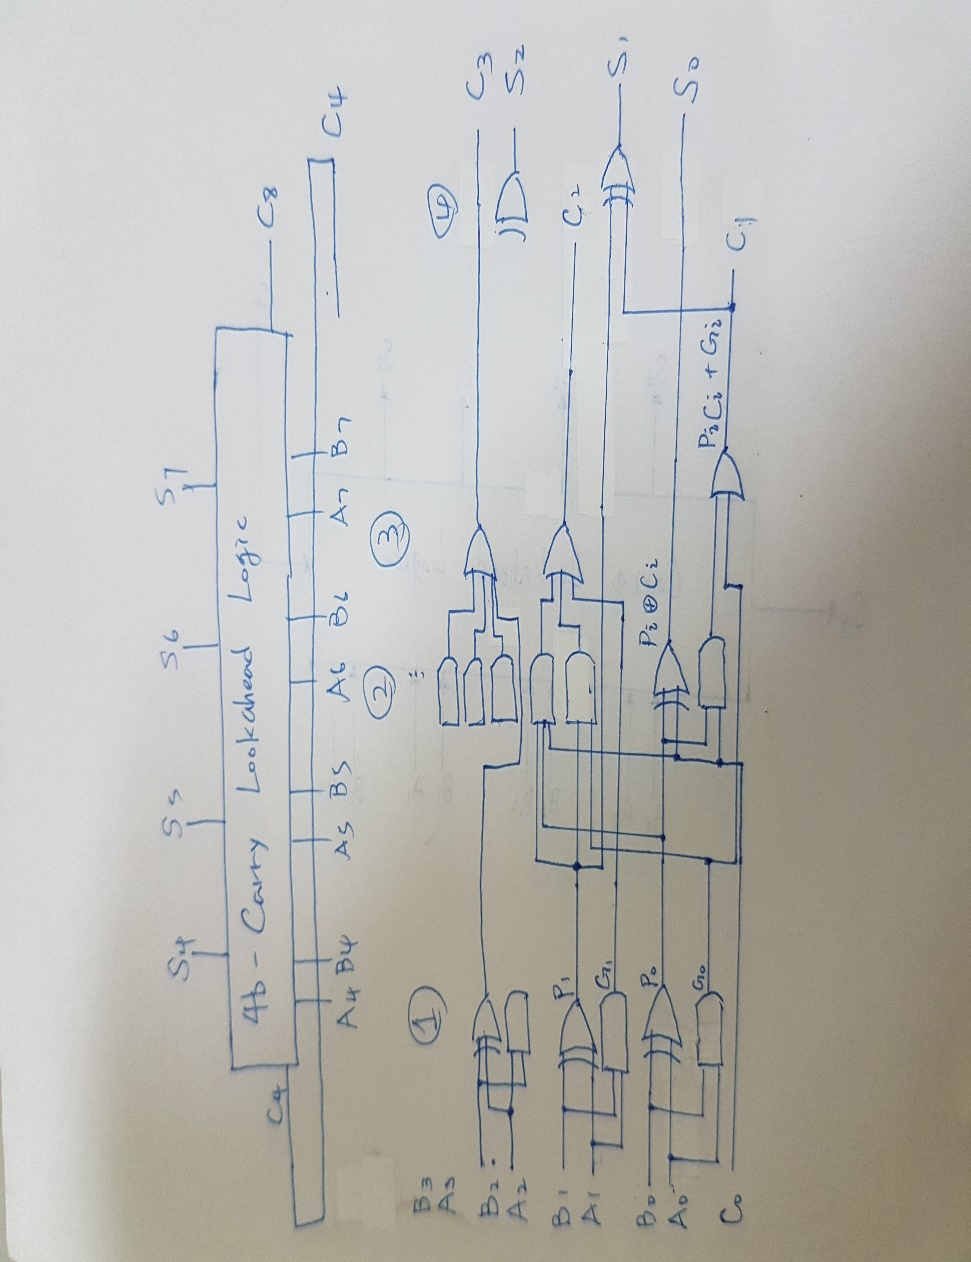 S4 S5 S6 S7
4b - Carry Lookahead Logic
C4
C8
A4 B4 A5 B5 A6 B6 A7 B7
C4
① ② ③ ④
B3
A3
C3
B2
A2
S2
B1
P1
C2
A1
G1
S1
B0
P0
Pi⊕Ci
S0
A0
G0
PiCi + Gi
C1
C0